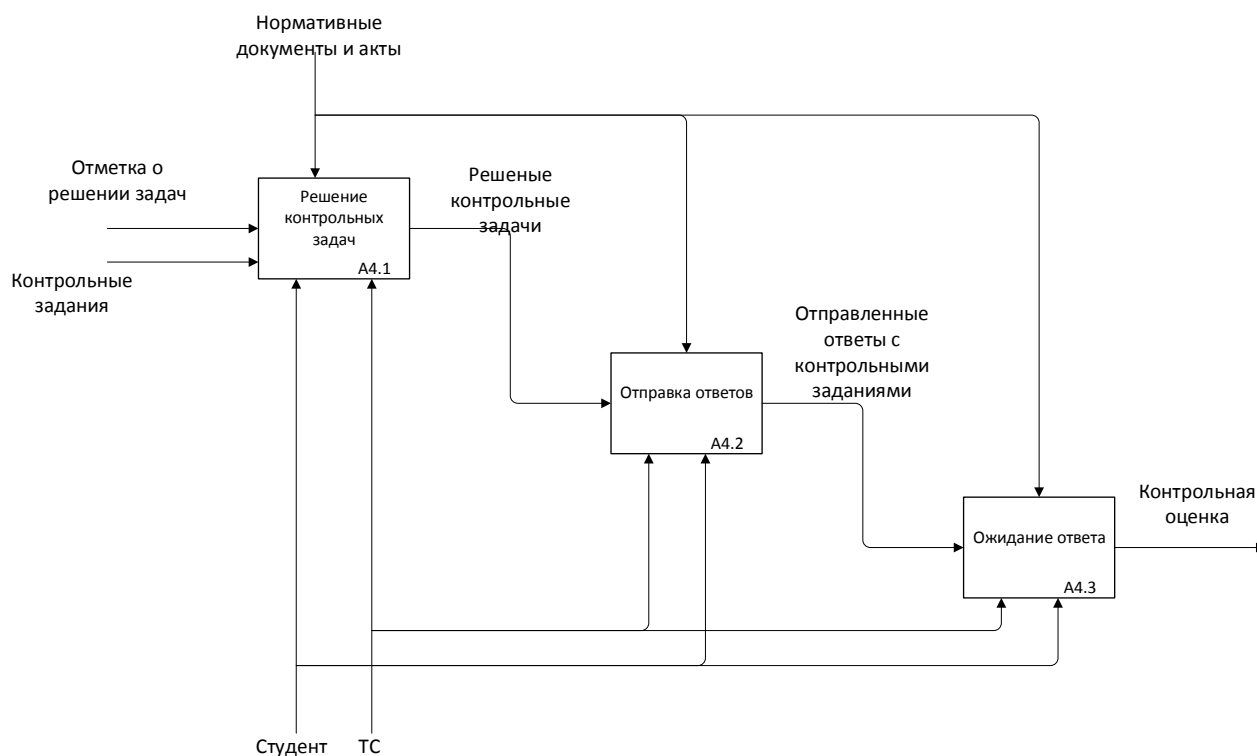 Нормативные
документы и акты
Отметка о
решении задач
Контрольные
задания
Решение
контрольных
задач
A4.1
Решеные
контрольные
задачи
Отправка ответов
A4.2
Отправленные
ответы с
контрольными
заданиями
Ожидание ответа
A4.3
Контрольная
оценка
Студент
ТС